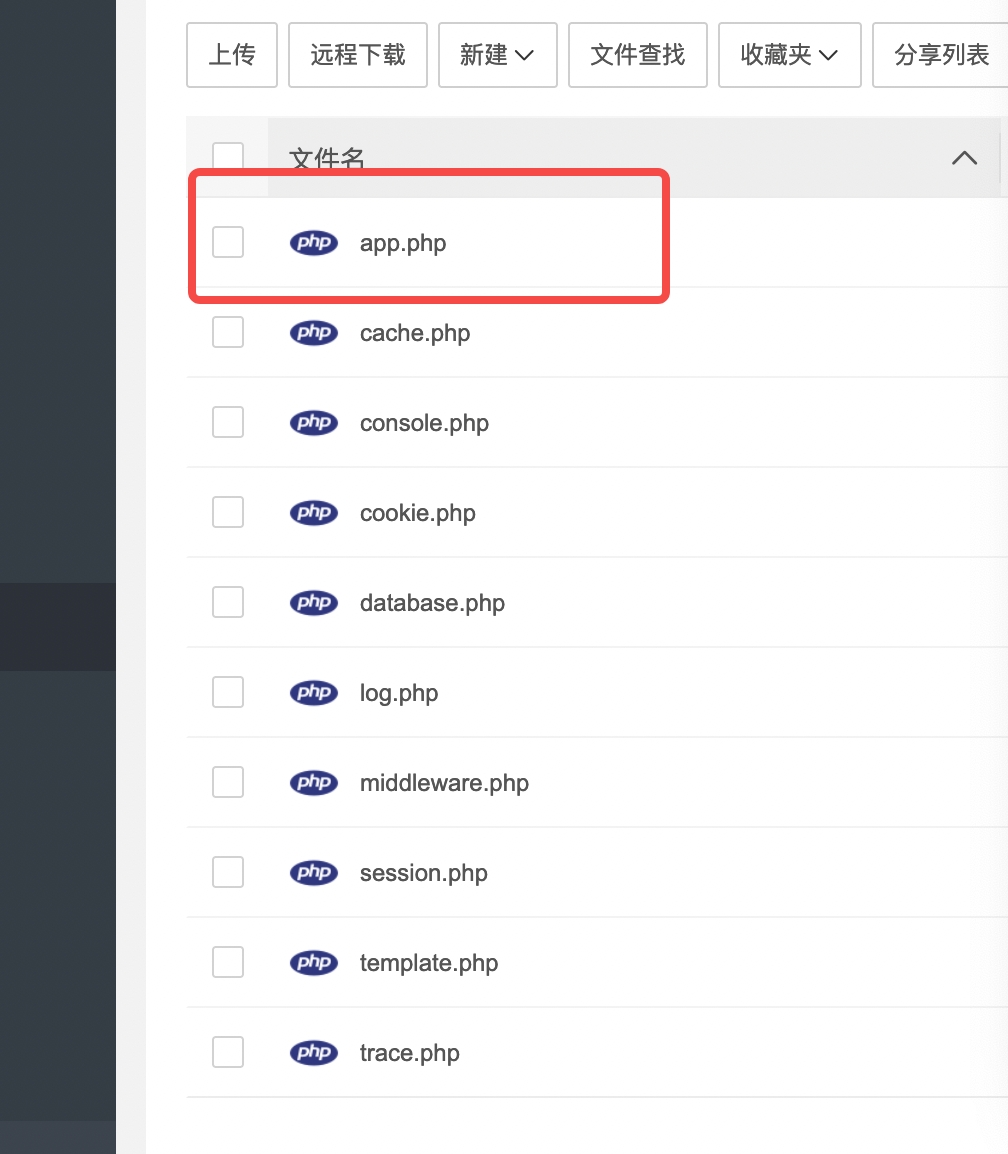 上传 远程下载 新建 文件查找 收藏夹 分享列表
文件名
php app.php
php cache.php
php console.php
php cookie.php
php database.php
php log.php
php middleware.php
php session.php
php template.php
php trace.php